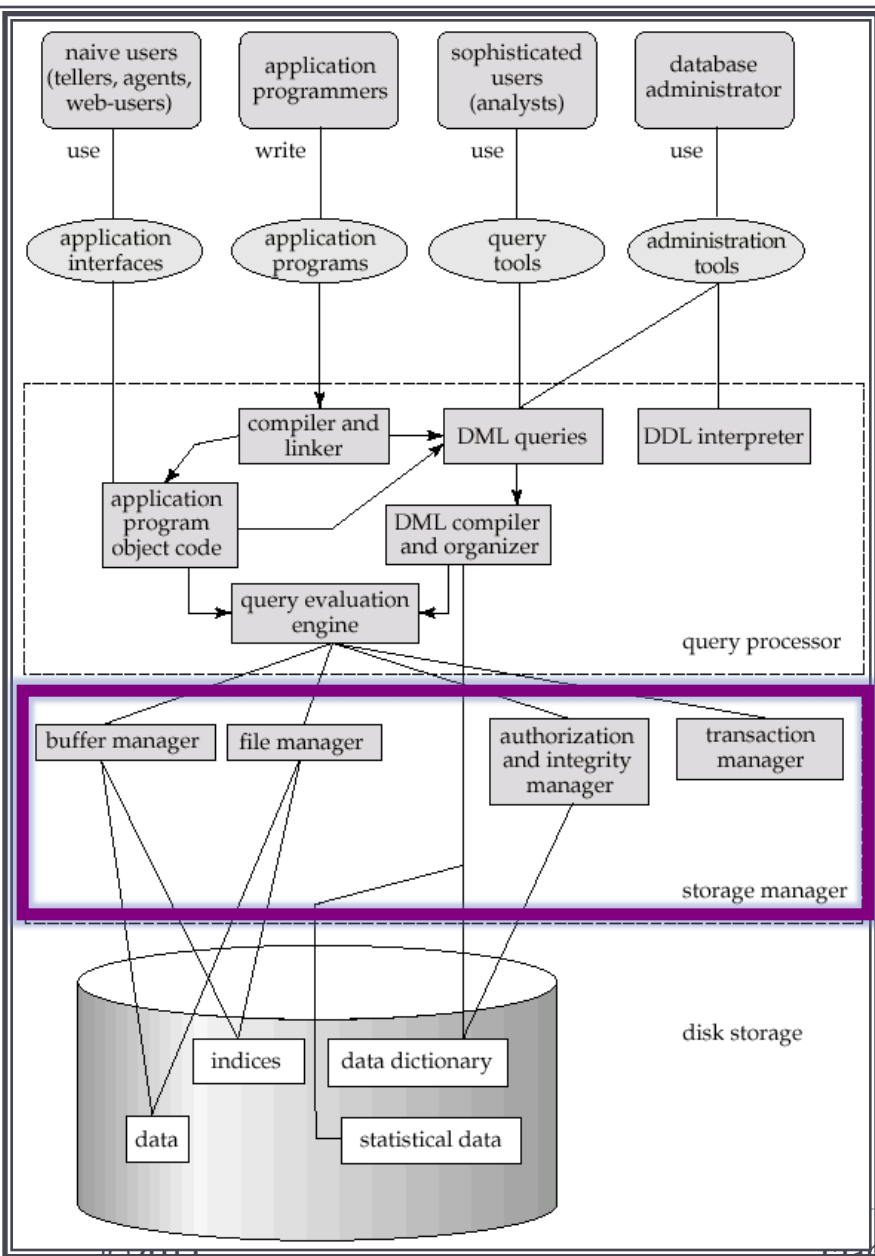 naive users
(tellers, agents,
web-users)
application
programmers
sophisticated
users
(analysts)
database
administrator
use
write
use
use
application
interfaces
application
programs
query
tools
administration
tools
compiler and
linker
DML queries
DDL interpreter
application
program
object code
DML compiler
and organizer
query evaluation
engine
query processor
buffer manager
file manager
authorization
and integrity
manager
transaction
manager
storage manager
disk storage
indices
data dictionary
data
statistical data